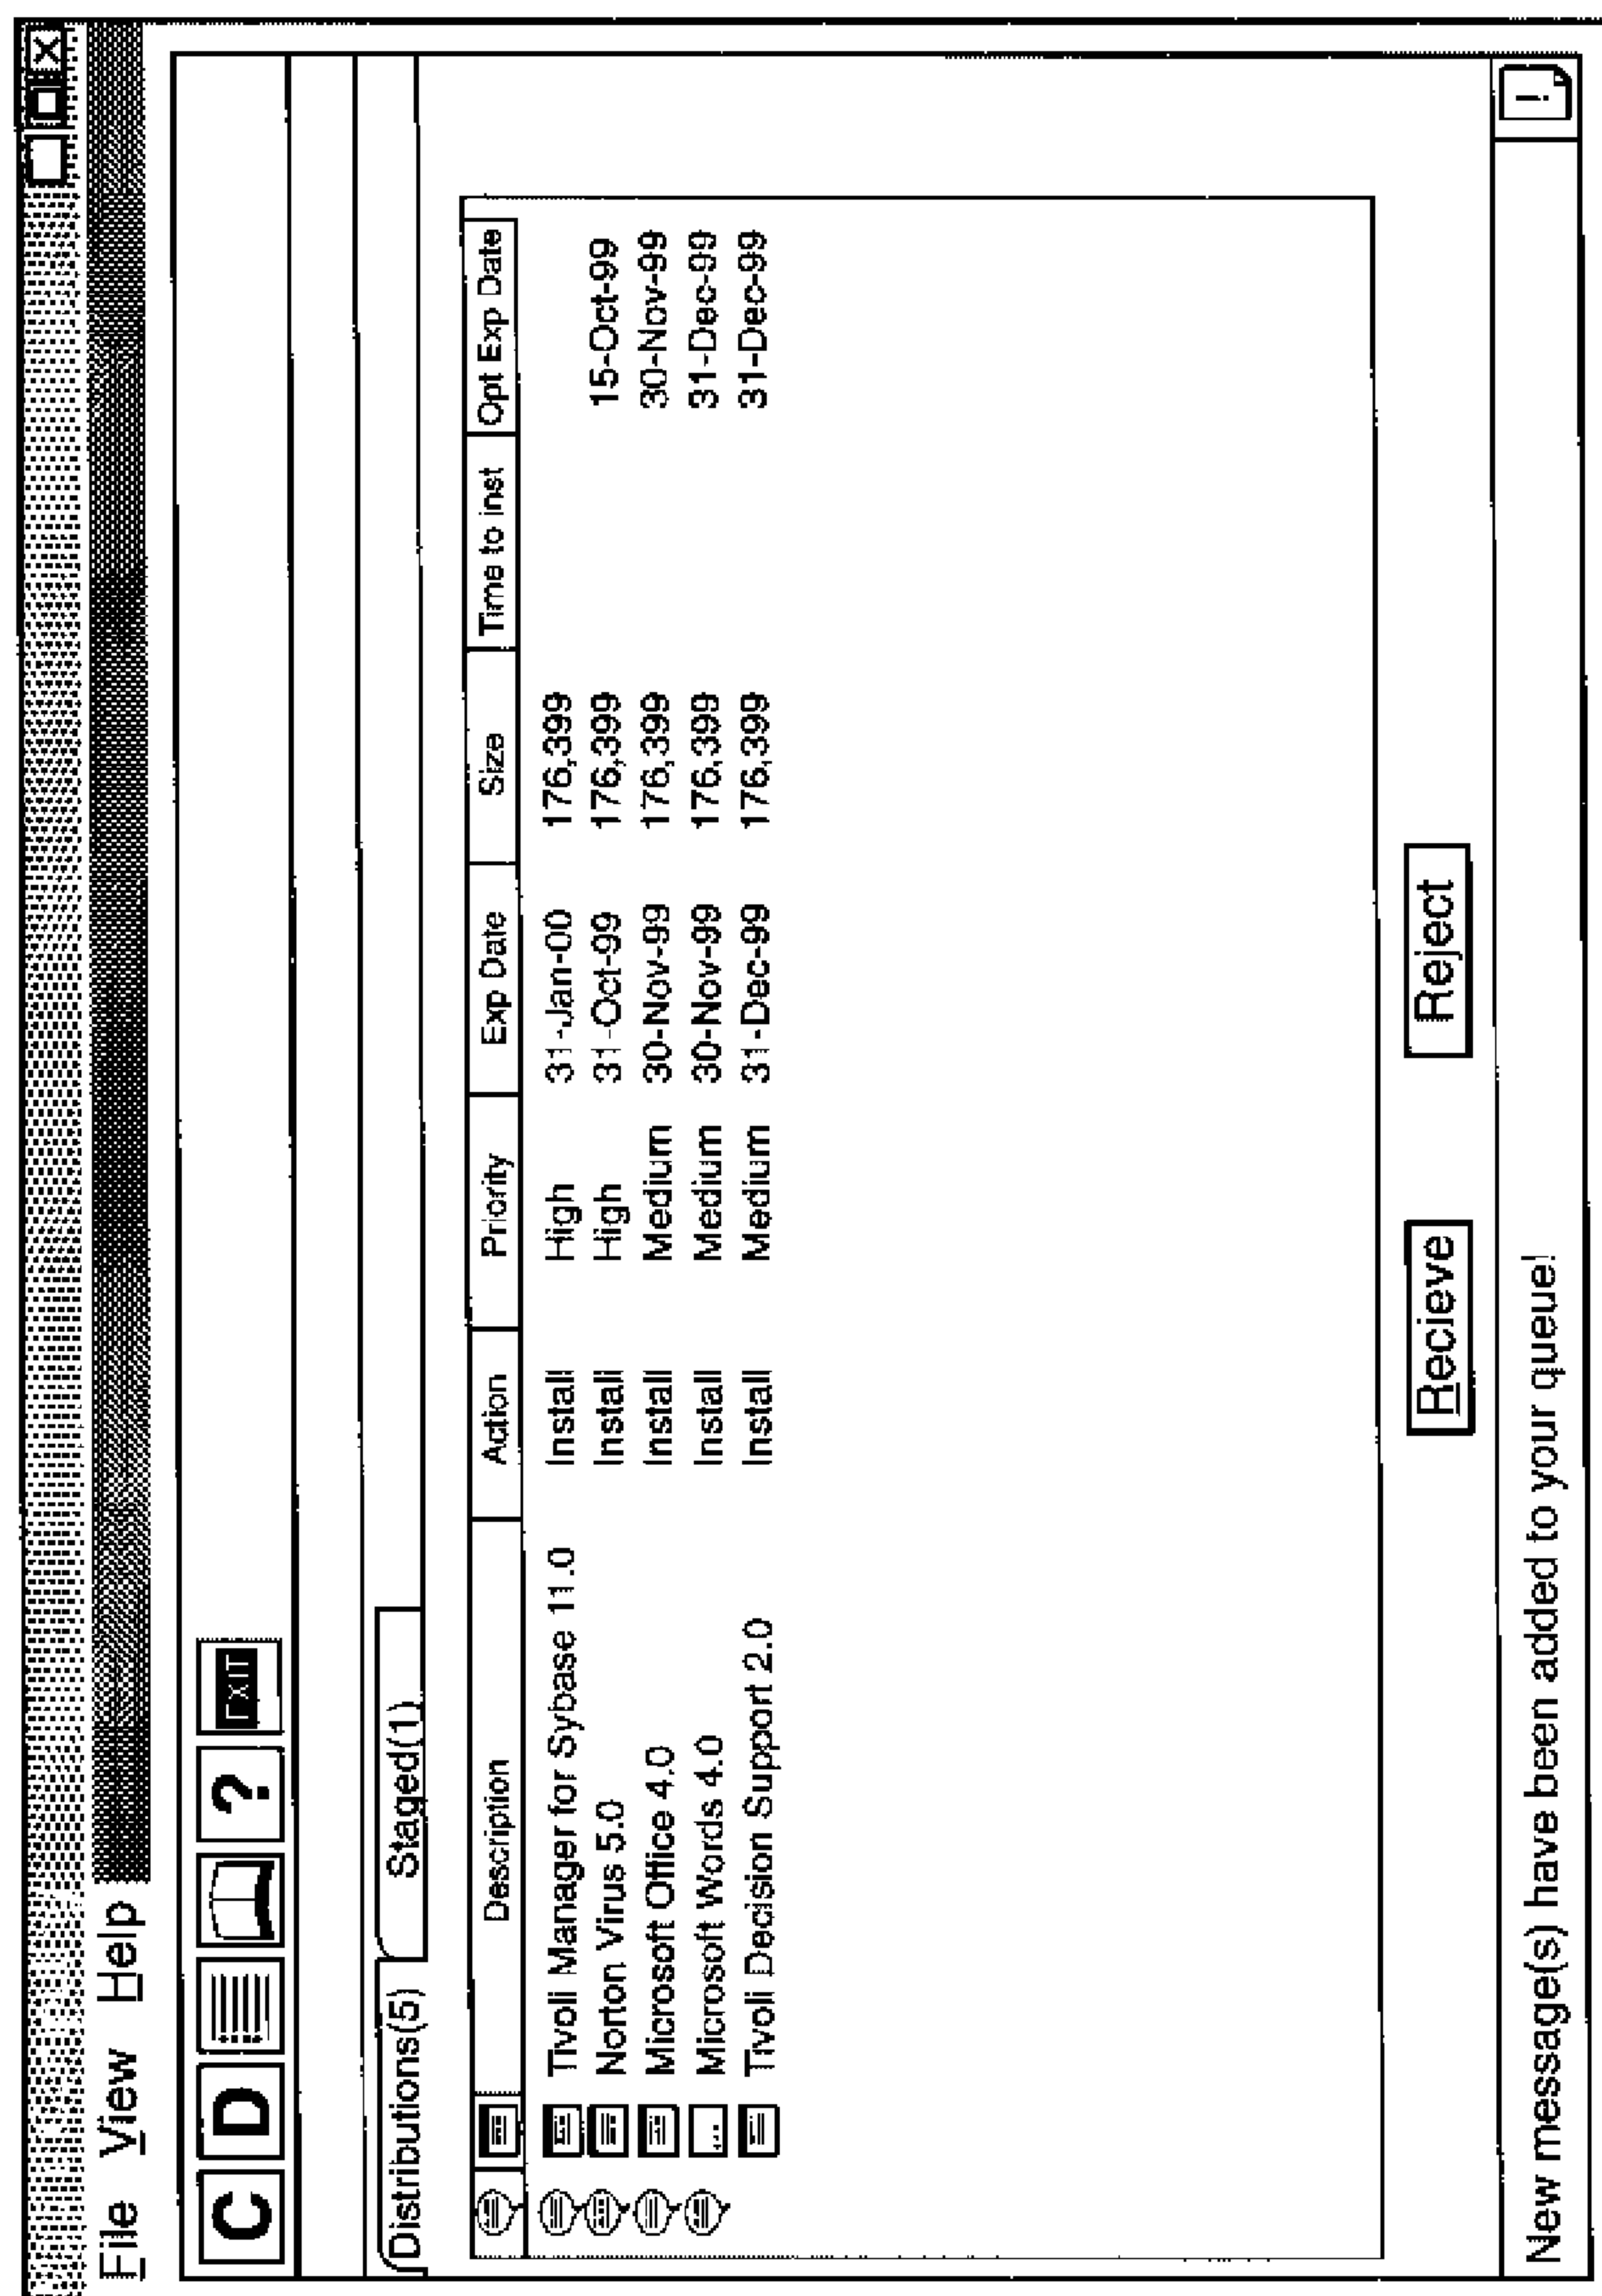 File View Help
C D ? EXIT
Distributions(5) Staged(1)
Description Action Priority Exp Date Size Time to inst Opt Exp Date
Tivoli Manager for Sybase 11.0 Install High 31-Jan-00 176,399
Norton Virus 5.0 Install High 31-Oct-99 176,399 15-Oct-99
Microsoft Office 4.0 Install Medium 30-Nov-99 176,399 30-Nov-99
Microsoft Words 4.0 Install Medium 30-Nov-99 176,399 31-Dec-99
Tivoli Decision Support 2.0 Install Medium 31-Dec-99 176,399 31-Dec-99
Recieve Reject
New message(s) have been added to your queue! !